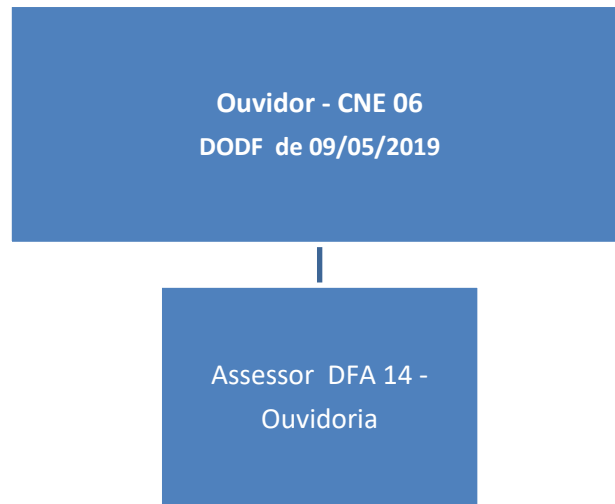 Ouvidor - CNE 06
DODF de 09/05/2019
Assessor DFA 14 -
Ouvidoria